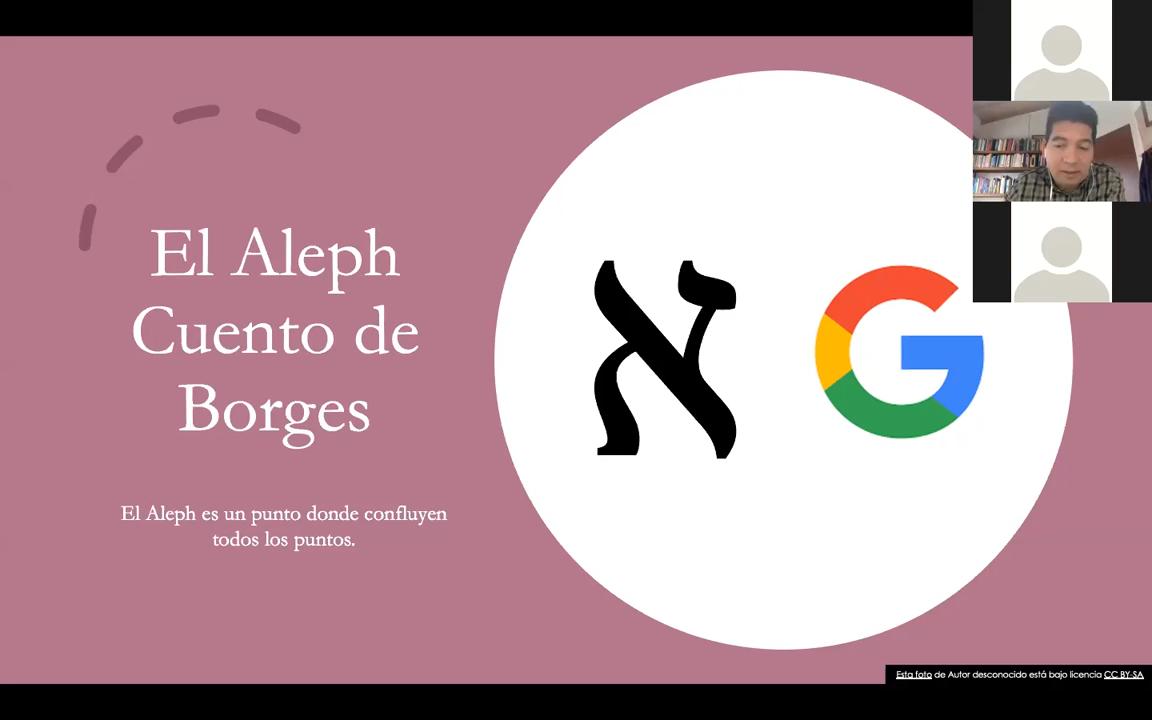 El Aleph
Cuento de
Borges
El Aleph es un punto donde confluyen
todos los puntos.
א
G
Esta foto de Autor desconocido está bajo licencia CC BY-SA